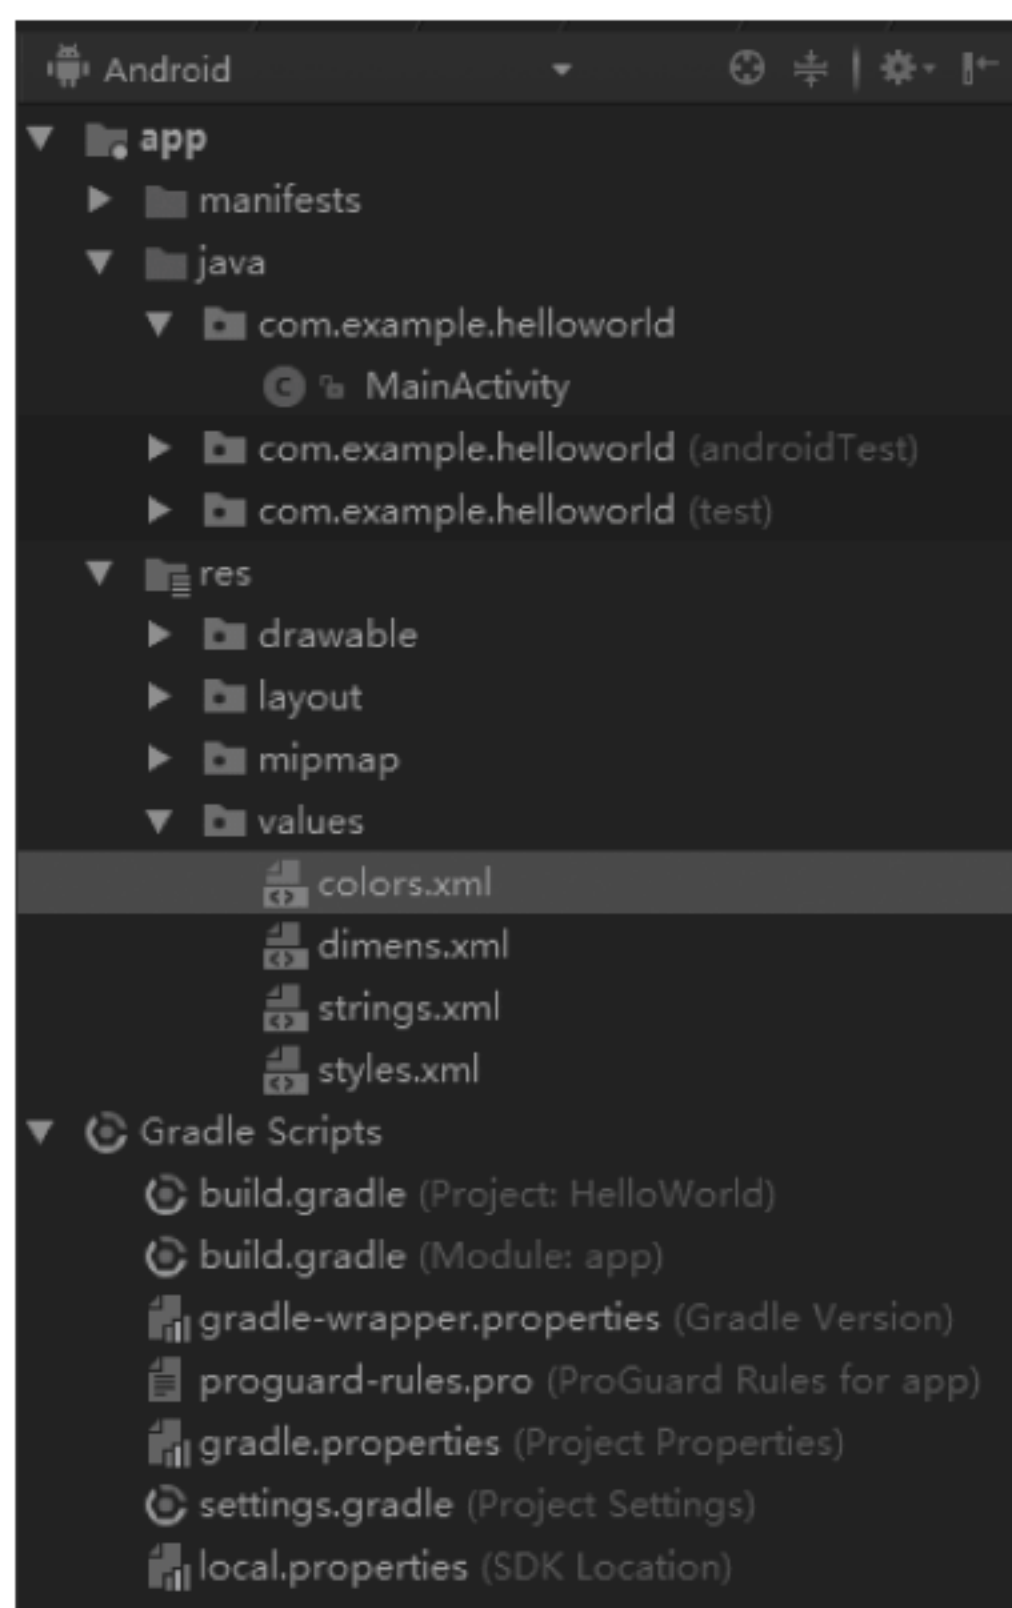 Android
app
manifests
java
com.example.helloworld
MainActivity
com.example.helloworld (androidTest)
com.example.helloworld (test)
res
drawable
layout
mipmap
values
colors.xml
dimens.xml
strings.xml
styles.xml
Gradle Scripts
build.gradle (Project: HelloWorld)
build.gradle (Module: app)
gradle-wrapper.properties (Gradle Version)
proguard-rules.pro (ProGuard Rules for app)
gradle.properties (Project Properties)
settings.gradle (Project Settings)
local.properties (SDK Location)